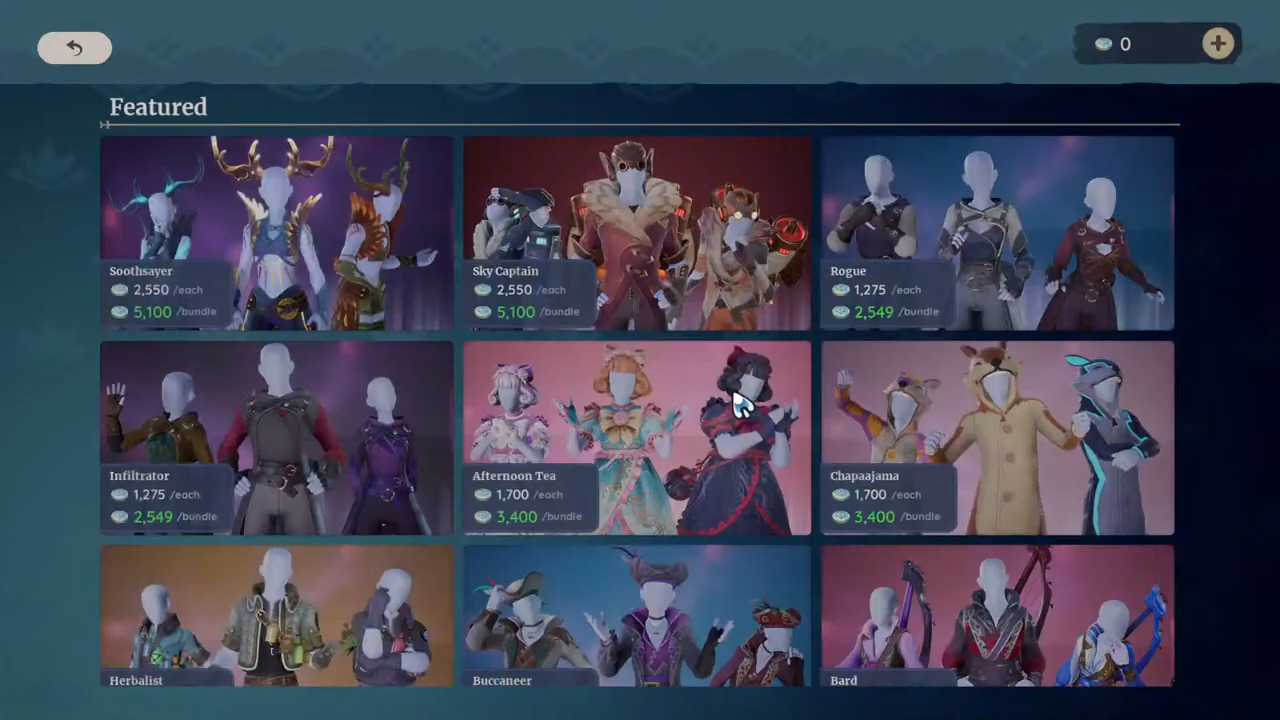 0
Featured
Soothsayer
2,550 /each
5,100 /bundle
Sky Captain
2,550 /each
5,100 /bundle
Rogue
1,275 /each
2,549 /bundle
Infiltrator
1,275 /each
2,549 /bundle
Afternoon Tea
1,700 /each
3,400 /bundle
Chapaajama
1,700 /each
3,400 /bundle
Herbalist
Buccaneer
Bard